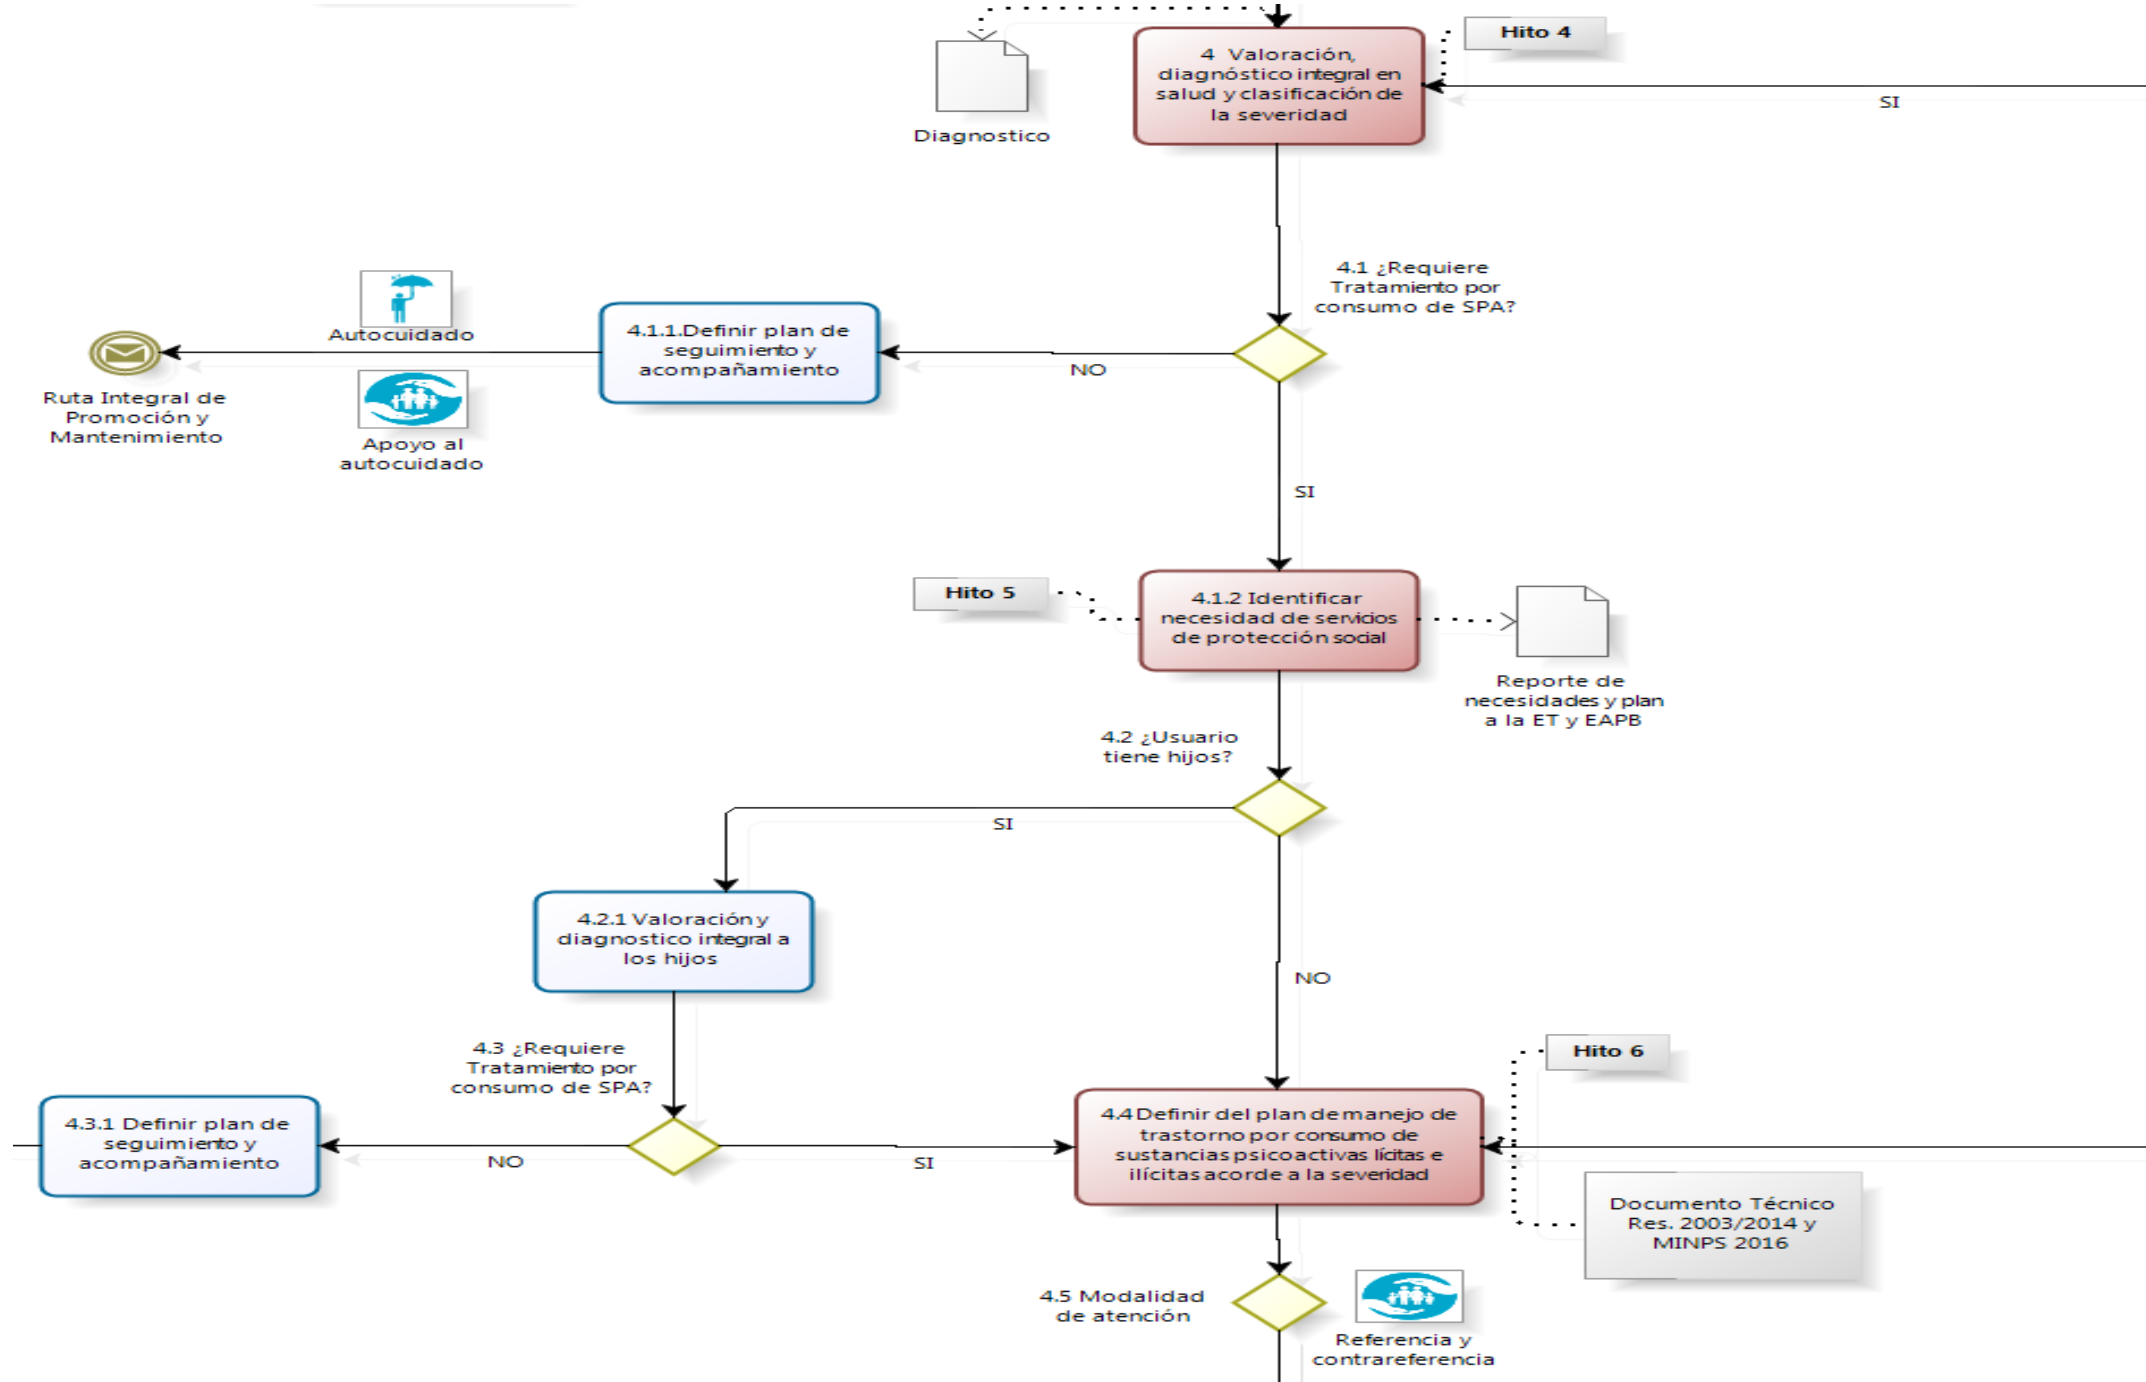 Hito 4
4  Valoración,
diagnóstico integral en
salud y clasificación de
la severidad
SI
Diagnostico
4.1 ¿Requiere
Tratamiento por
consumo de SPA?
Autocuidado
4.1.1.Definir plan de
seguimiento y
acompañamiento
NO
Ruta Integral de
Promoción y
Mantenimiento
Apoyo al
autocuidado
SI
Hito 5
4.1.2 Identificar
necesidad de servicios
de protección social
Reporte de
necesidades y plan
a la ET y EAPB
4.2 ¿Usuario
tiene hijos?
SI
4.2.1 Valoración y
diagnostico integral a
los hijos
NO
4.3 ¿Requiere
Tratamiento por
consumo de SPA?
Hito 6
4.3.1 Definir plan de
seguimiento y
acompañamiento
NO
SI
4.4 Definir del plan de manejo de
trastorno por consumo de
sustancias psicoactivas lícitas e
ilícitas acorde a la severidad
Documento Técnico
Res. 2003/2014 y
MINPS 2016
4.5 Modalidad
de atención
Referencia y
contrareferencia